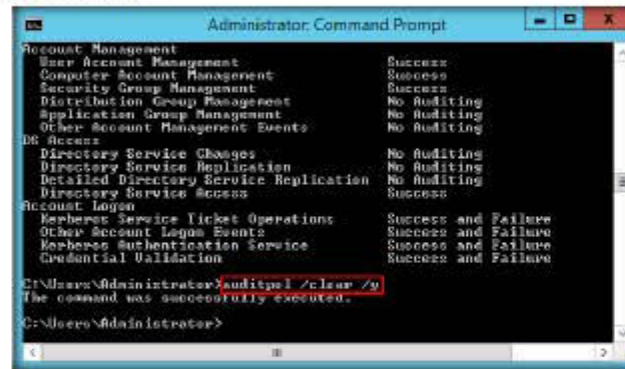 Administrator: Command Prompt
Account Management
User Account Management Success
Computer Account Management Success
Security Group Management Success
Distribution Group Management No Auditing
Application Group Management No Auditing
Other Account Management Events No Auditing
DS Access
Directory Service Changes No Auditing
Directory Service Replication No Auditing
Detailed Directory Service Replication No Auditing
Directory Service Access Success
Account Logon
Kerberos Service Ticket Operations Success and Failure
Other Account Logon Events Success and Failure
Kerberos Authentication Service Success and Failure
Credential Validation Success and Failure
C:\Users\Administrator>auditpol /clear /y
The command was successfully executed.
C:\Users\Administrator>